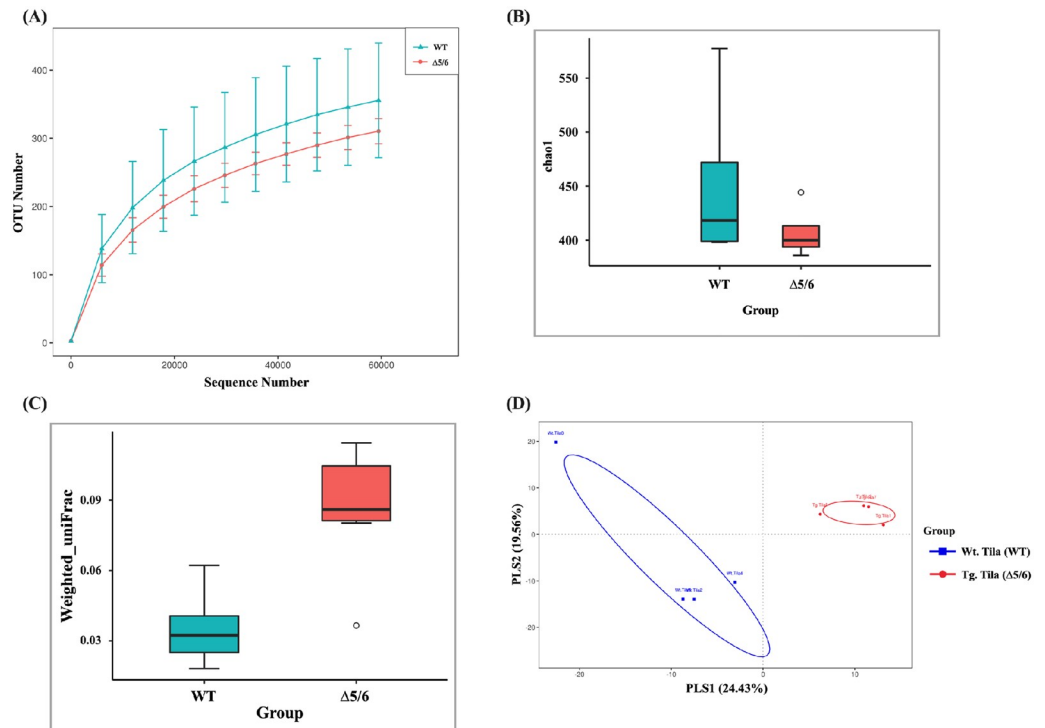 (A)
WT
Δ5/6
400
300
200
100
0
OTU Number
0 20000 40000 60000
Sequence Number
(B)
550
500
450
400
chao1
WT Δ5/6
Group
(C)
0.09
0.06
0.03
Weighted_uniFrac
WT Δ5/6
Group
(D)
20
10
0
-10
-20
PLS2 (19.56%)
-20 -10 0 10
PLS1 (24.43%)
Group
Wt. Tila (WT)
Tg. Tila (Δ5/6)